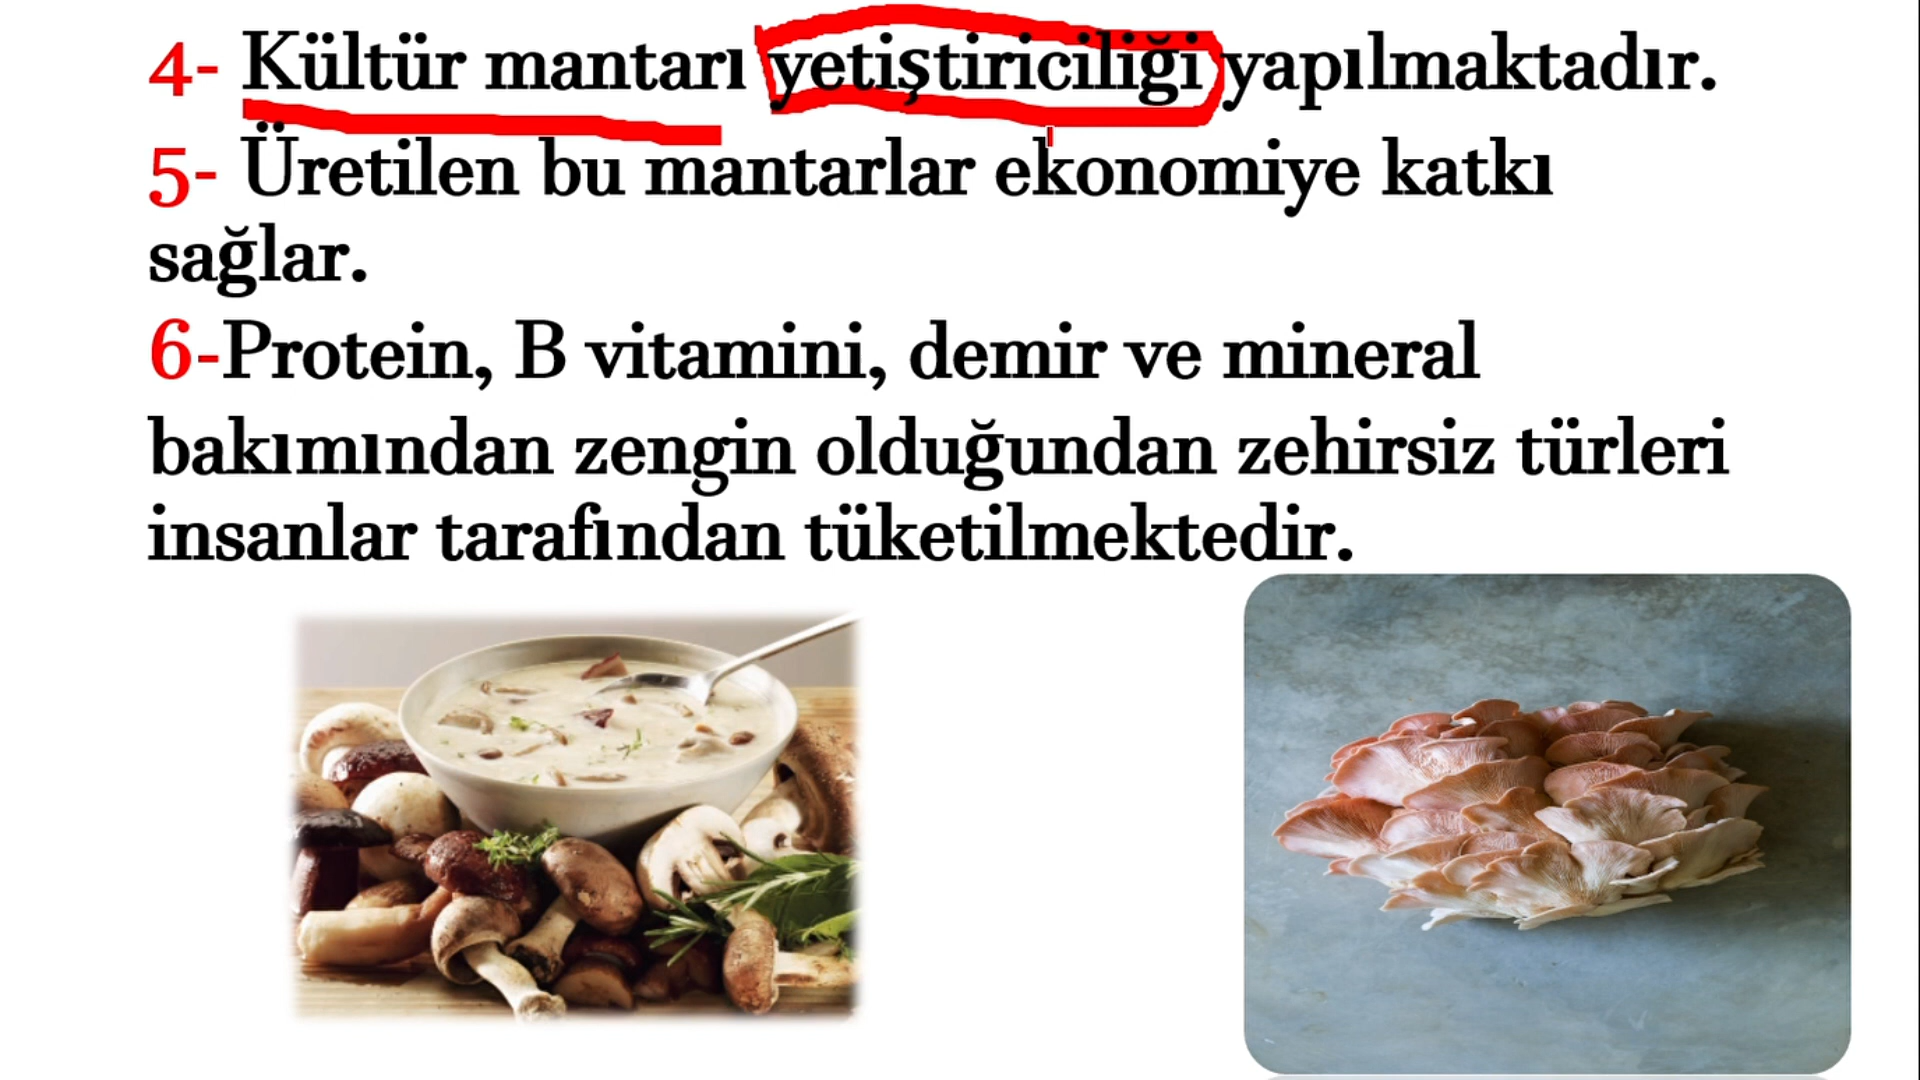 4- Kültür mantarı yetiştiriciliği yapılmaktadır.
5- Üretilen bu mantarlar ekonomiye katkı
sağlar.
6-Protein, B vitamini, demir ve mineral
bakımından zengin olduğundan zehirsiz türleri
insanlar tarafından tüketilmektedir.